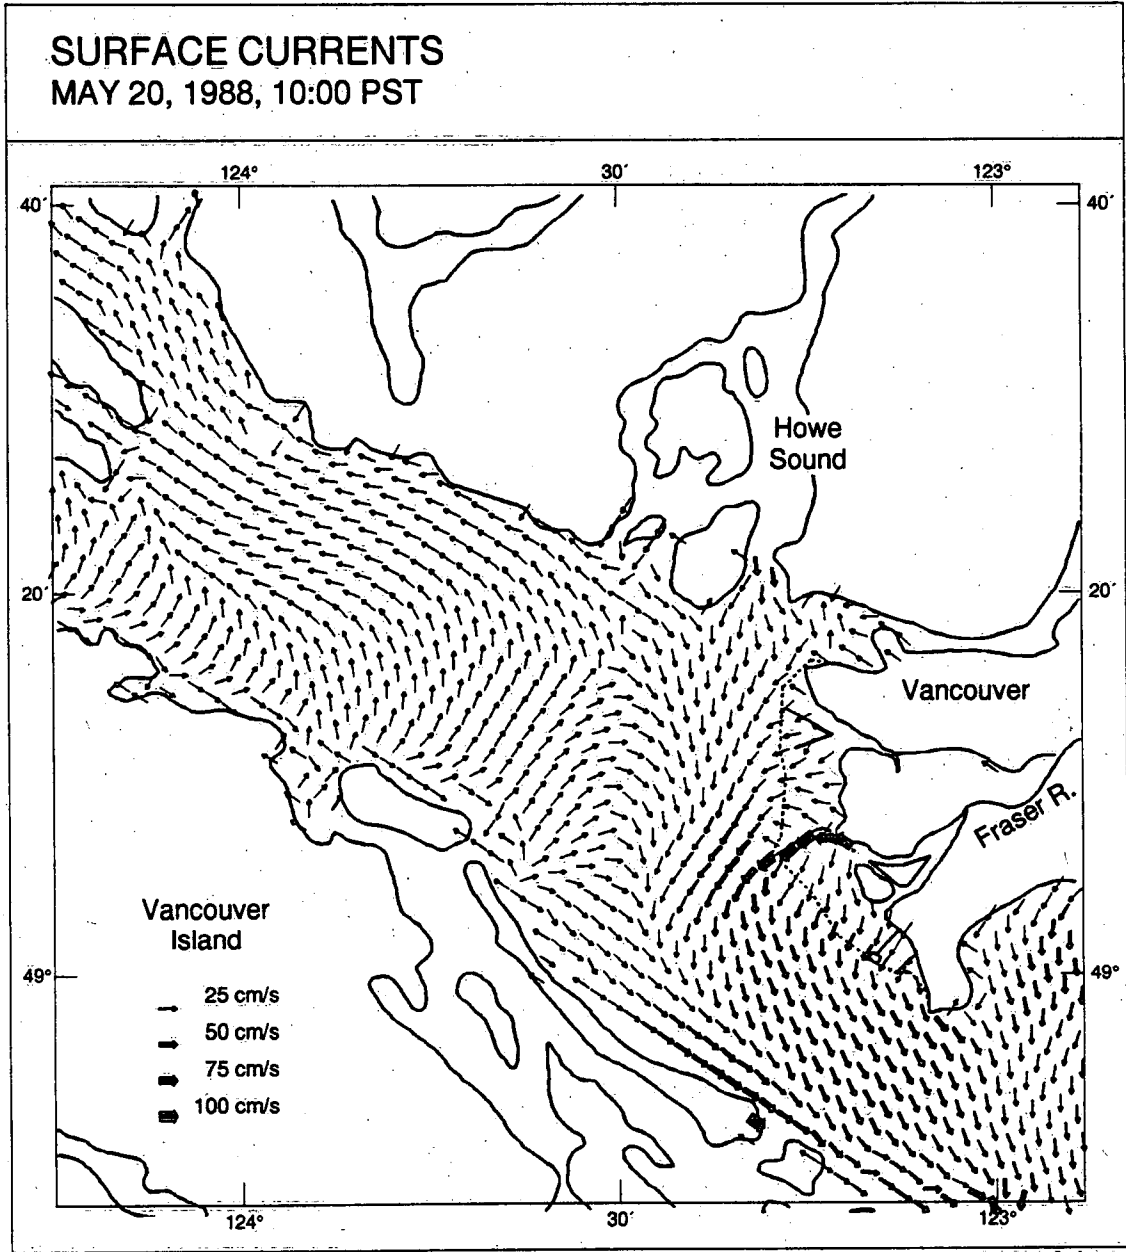 SURFACE CURRENTS
MAY 20, 1988, 10:00 PST
124° 30′ 123°
40′ 40′
Howe
Sound
20′ 20′
Vancouver
Fraser R.
Vancouver
Island
49° 49°
25 cm/s
50 cm/s
75 cm/s
100 cm/s
124° 30′ 123°